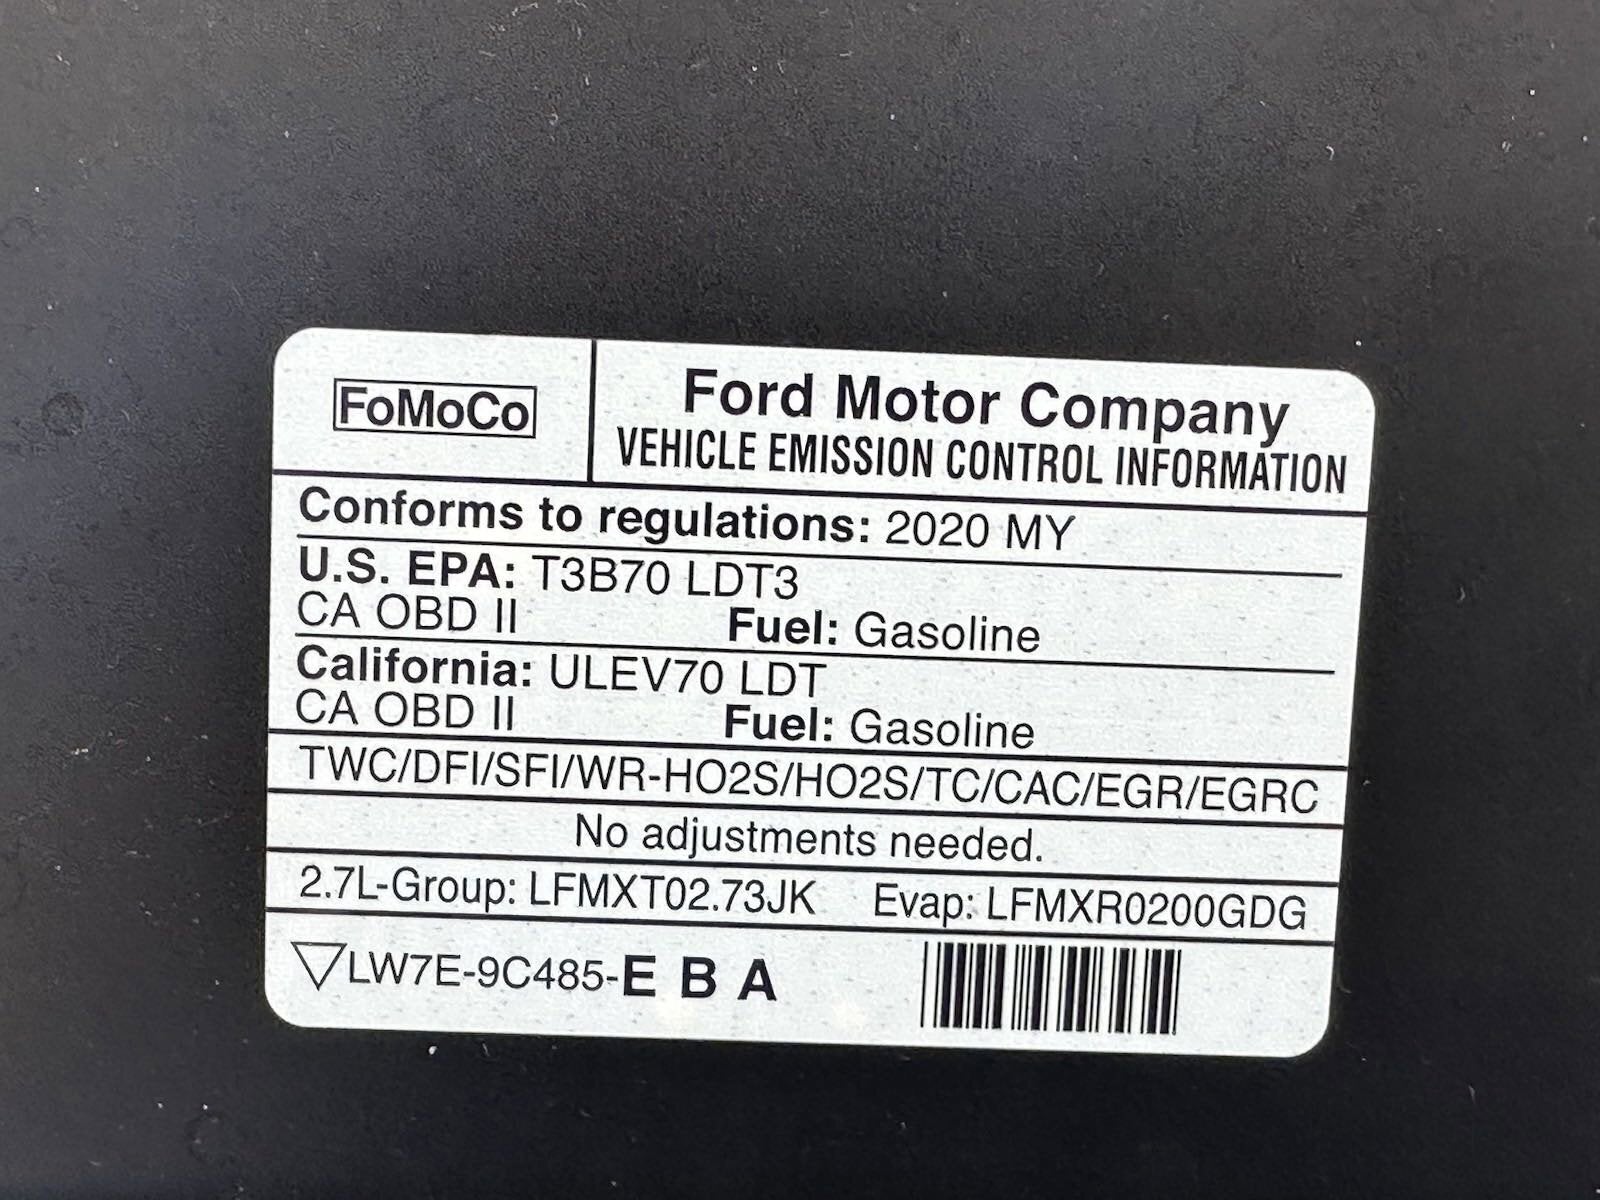 FoMoCo
Ford Motor Company
VEHICLE EMISSION CONTROL INFORMATION
Conforms to regulations: 2020 MY
U.S. EPA: T3B70 LDT3
CA OBD II Fuel: Gasoline
California: ULEV70 LDT
CA OBD II Fuel: Gasoline
TWC/DFI/SFI/WR-HO2S/HO2S/TC/CAC/EGR/EGRC
No adjustments needed.
2.7L-Group: LFMXT02.73JK Evap: LFMXR0200GDG
LW7E-9C485-E B A